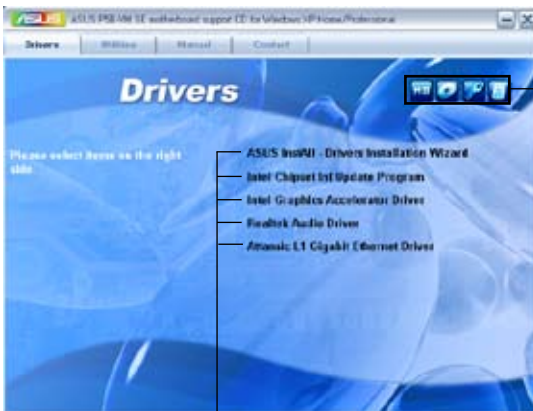 ASUS P5B-VM SE motherboard support CD for Windows XP Home/Professional
Drivers
Utilities
Manual
Contact
Drivers
Please select items on the right side
ASUS InstAll - Drivers Installation Wizard
Intel Chipset Inf Update Program
Intel Graphics Accelerator Driver
Realtek Audio Driver
Attansic L1 Gigabit Ethernet Driver